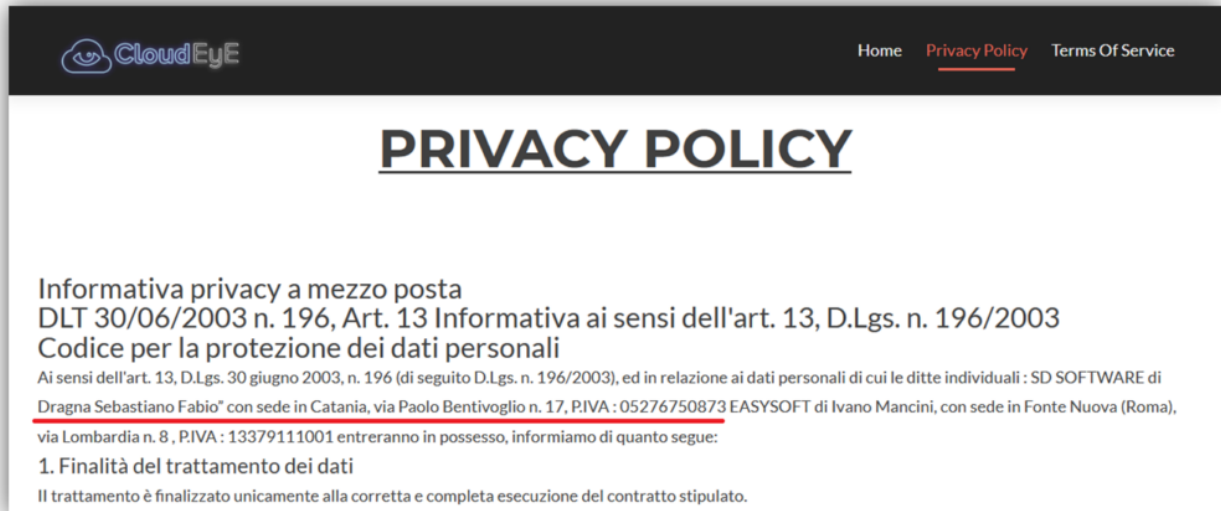 CloudEyE
Home Privacy Policy Terms Of Service
PRIVACY POLICY
Informativa privacy a mezzo posta
DLT 30/06/2003 n. 196, Art. 13 Informativa ai sensi dell'art. 13, D.Lgs. n. 196/2003
Codice per la protezione dei dati personali
Ai sensi dell'art. 13, D.Lgs. 30 giugno 2003, n. 196 (di seguito D.Lgs. n. 196/2003), ed in relazione ai dati personali di cui le ditte individuali : SD SOFTWARE di
Dragna Sebastiano Fabio" con sede in Catania, via Paolo Bentivoglio n. 17, P.IVA : 05276750873 EASYSOFT di Ivano Mancini, con sede in Fonte Nuova (Roma),
via Lombardia n. 8 , P.IVA : 13379111001 entreranno in possesso, informiamo di quanto segue:
1. Finalità del trattamento dei dati
Il trattamento è finalizzato unicamente alla corretta e completa esecuzione del contratto stipulato.